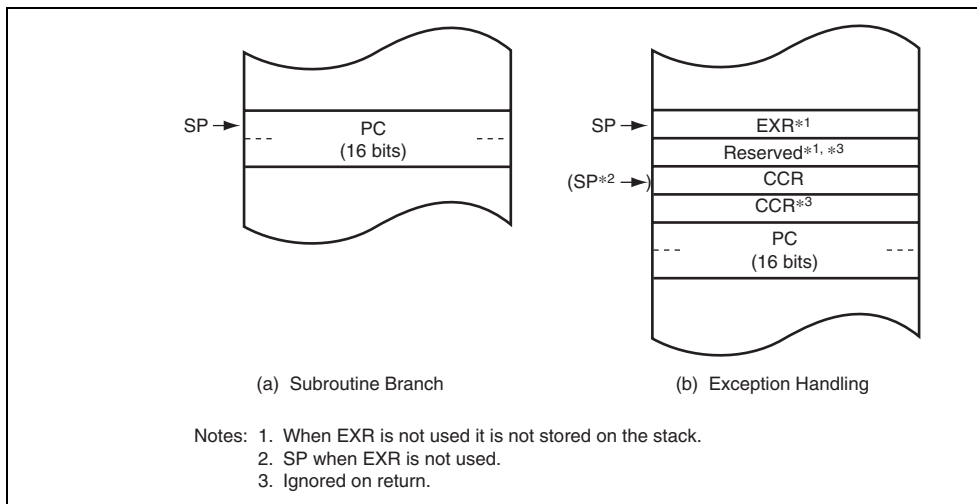 SP
PC
(16 bits)
(a) Subroutine Branch
SP
EXR*1
Reserved*1, *3
(SP*2 )
CCR
CCR*3
PC
(16 bits)
(b) Exception Handling
Notes: 1. When EXR is not used it is not stored on the stack.
2. SP when EXR is not used.
3. Ignored on return.